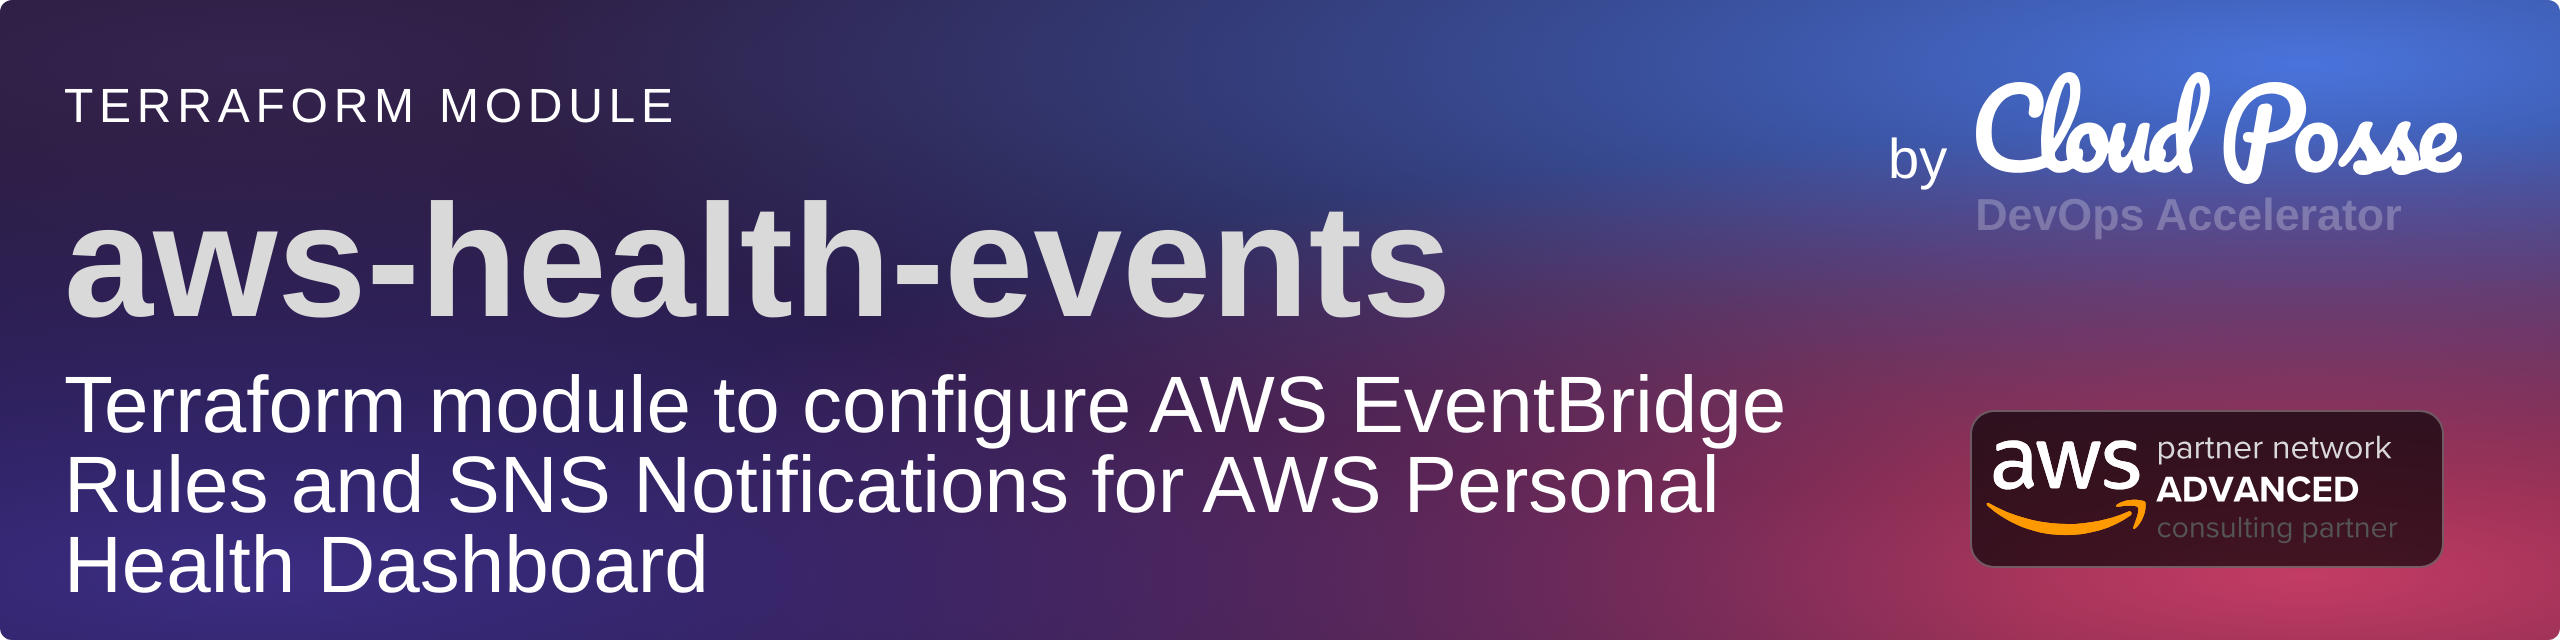 TERRAFORM MODULE
by Cloud Posse
DevOps Accelerator
aws-health-events
Terraform module to configure AWS EventBridge
Rules and SNS Notifications for AWS Personal
Health Dashboard
aws partner network
ADVANCED
consulting partner